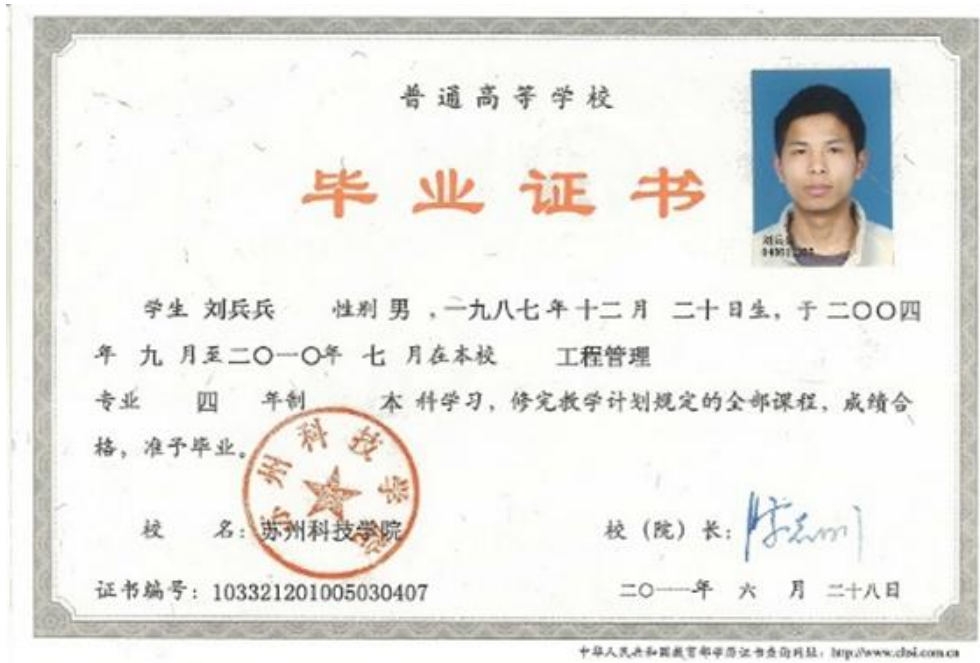 普通高等学校
毕业证书
学生 刘兵兵 性别 男 ,一九八七年十二月 二十日生, 于二〇〇四
年 九 月至二〇一〇年 七 月在本校 工程管理
专业 四 年制 本 科学习, 修完教学计划规定的全部课程, 成绩合
格, 准予毕业。
苏州科技学院
校 名: 苏州科技学院 校 (院) 长:
证书编号: 103321201005030407 二〇一一年 六 月 二十八日
中华人民共和国教育部学历证书查询网址: http://www.chsi.com.cn